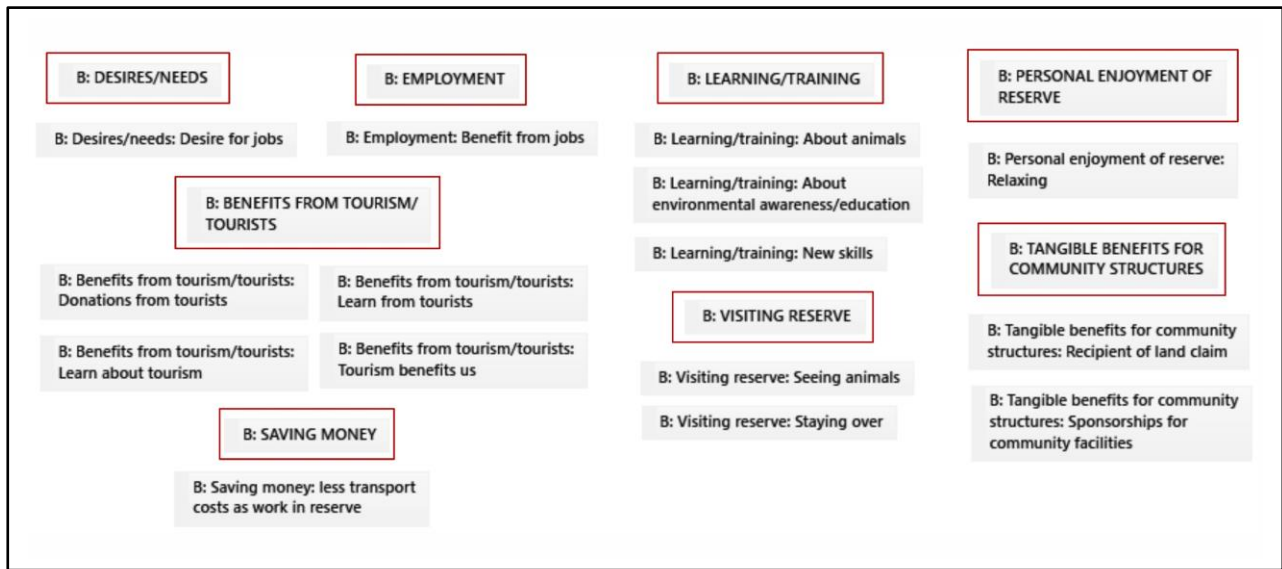 B: DESIRES/NEEDS
B: Desires/needs: Desire for jobs
B: EMPLOYMENT
B: Employment: Benefit from jobs
B: BENEFITS FROM TOURISM/
TOURISTS
B: Benefits from tourism/tourists:
Donations from tourists
B: Benefits from tourism/tourists:
Learn from tourists
B: Benefits from tourism/tourists:
Learn about tourism
B: Benefits from tourism/tourists:
Tourism benefits us
B: SAVING MONEY
B: Saving money: less transport
costs as work in reserve
B: LEARNING/TRAINING
B: Learning/training: About animals
B: Learning/training: About
environmental awareness/education
B: Learning/training: New skills
B: VISITING RESERVE
B: Visiting reserve: Seeing animals
B: Visiting reserve: Staying over
B: PERSONAL ENJOYMENT OF
RESERVE
B: Personal enjoyment of reserve:
Relaxing
B: TANGIBLE BENEFITS FOR
COMMUNITY STRUCTURES
B: Tangible benefits for community
structures: Recipient of land claim
B: Tangible benefits for community
structures: Sponsorships for
community facilities